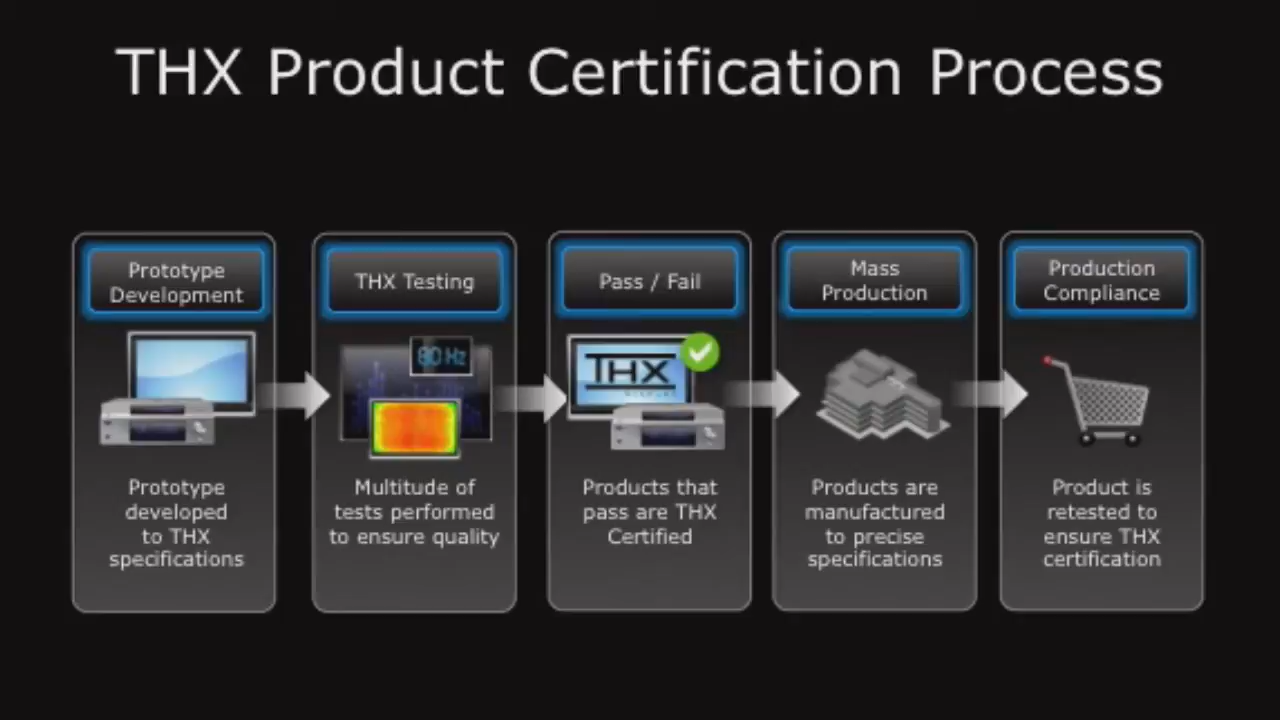 THX Product Certification Process
Prototype
Development
Prototype
developed
to THX
specifications
THX Testing
80 Hz
Multitude of
tests performed
to ensure quality
Pass / Fail
THX
Products that
pass are THX
Certified
Mass
Production
Products are
manufactured
to precise
specifications
Production
Compliance
Product is
retested to
ensure THX
certification